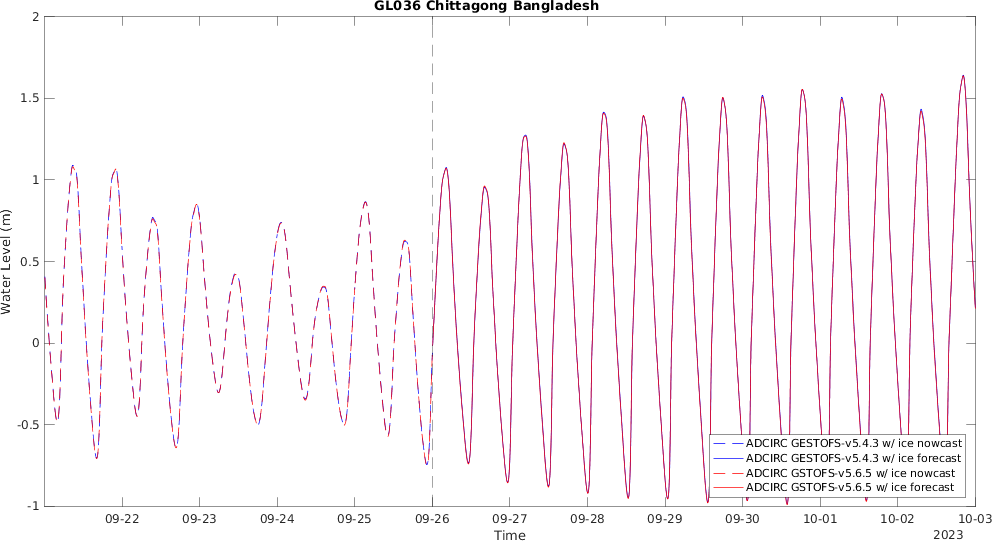 GL036 Chittagong Bangladesh
2
1.5
1
0.5
0
-0.5
-1
Water Level (m)
ADCIRC GESTOFS-v5.4.3 w/ ice nowcast
ADCIRC GESTOFS-v5.4.3 w/ ice forecast
ADCIRC GSTOFS-v5.6.5 w/ ice nowcast
ADCIRC GSTOFS-v5.6.5 w/ ice forecast
09-22 09-23 09-24 09-25 09-26 09-27 09-28 09-29 09-30 10-01 10-02 10-03
Time
2023